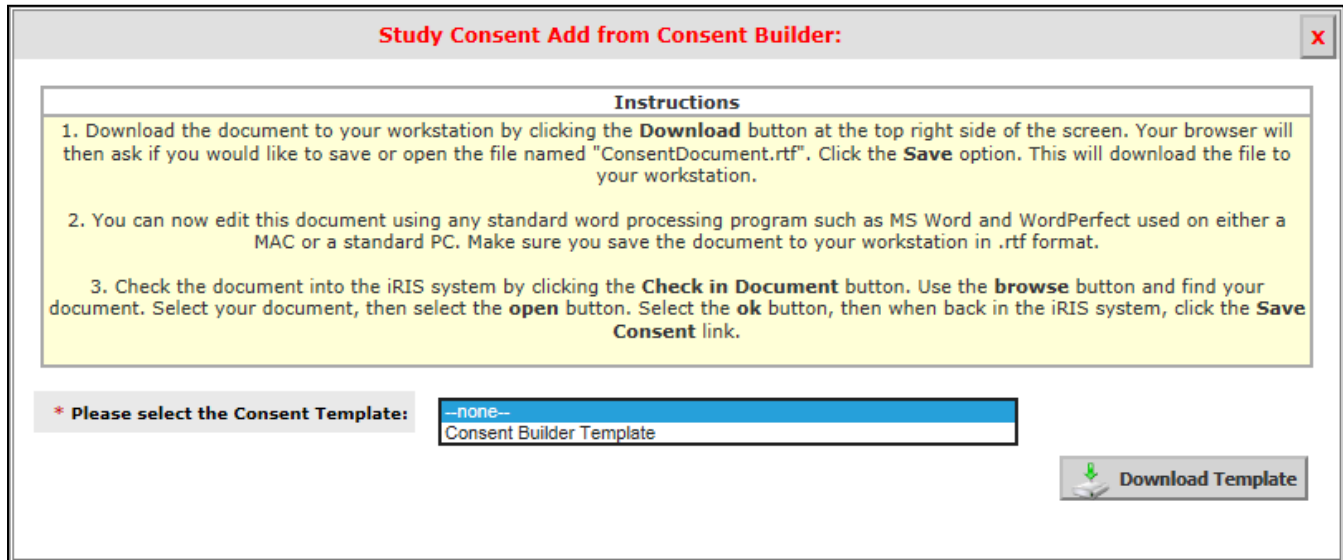 Study Consent Add from Consent Builder:
x
Instructions
1. Download the document to your workstation by clicking the Download button at the top right side of the screen. Your browser will
then ask if you would like to save or open the file named "ConsentDocument.rtf". Click the Save option. This will download the file to
your workstation.
2. You can now edit this document using any standard word processing program such as MS Word and WordPerfect used on either a
MAC or a standard PC. Make sure you save the document to your workstation in .rtf format.
3. Check the document into the iRIS system by clicking the Check in Document button. Use the browse button and find your
document. Select your document, then select the open button. Select the ok button, then when back in the iRIS system, click the Save
Consent link.
* Please select the Consent Template:
--none--
Consent Builder Template
Download Template